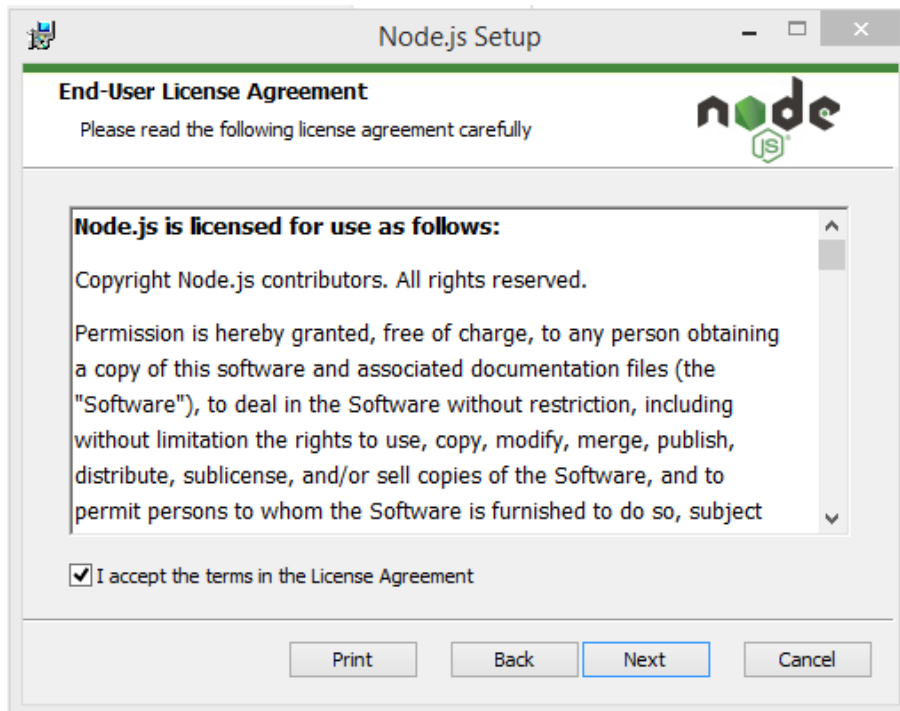 Node.js Setup
End-User License Agreement
Please read the following license agreement carefully
node
JS
Node.js is licensed for use as follows:
Copyright Node.js contributors. All rights reserved.
Permission is hereby granted, free of charge, to any person obtaining
a copy of this software and associated documentation files (the
"Software"), to deal in the Software without restriction, including
without limitation the rights to use, copy, modify, merge, publish,
distribute, sublicense, and/or sell copies of the Software, and to
permit persons to whom the Software is furnished to do so, subject
I accept the terms in the License Agreement
Print Back Next Cancel